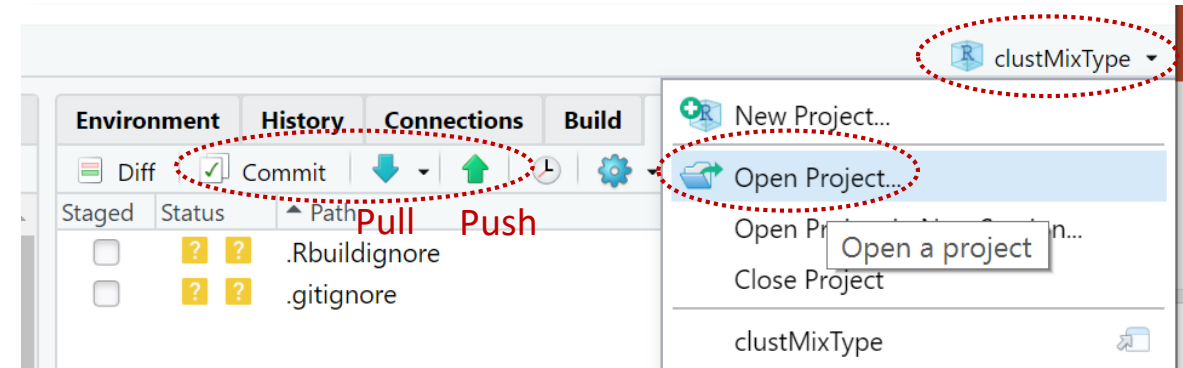 clustMixType
Environment History Connections Build
New Project...
Diff Commit
Open Project...
Staged Status Path
Pull Push
Open
n...
Open a project
.Rbuildignore
Close Project
.gitignore
clustMixType